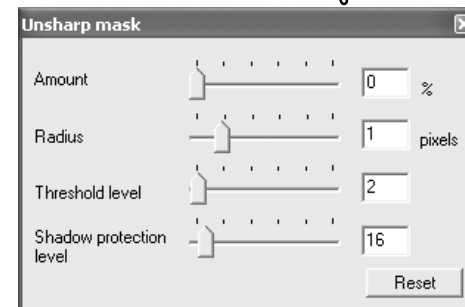 Unsharp mask
Amount 0 %
Radius 1 pixels
Threshold level 2
Shadow protection level 16
Reset